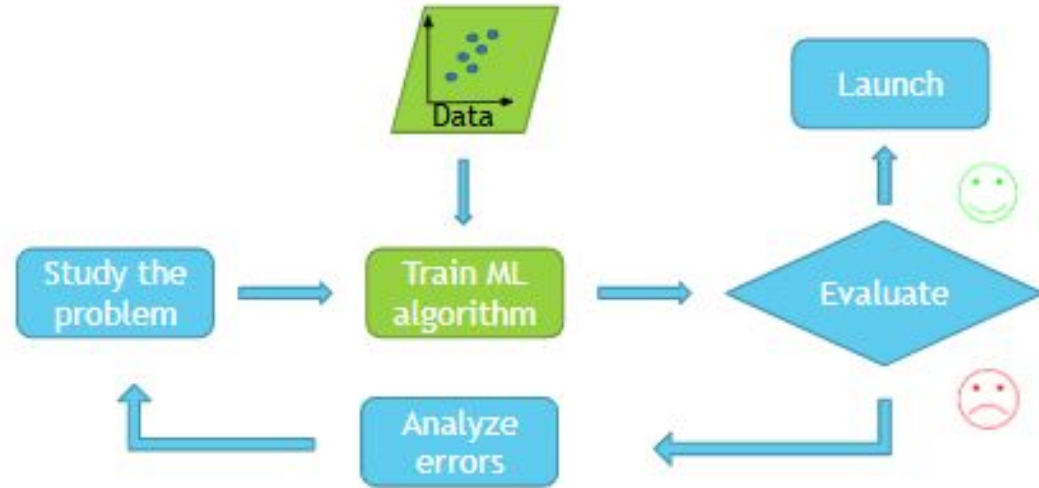 Data
Launch
Study the
problem
Train ML
algorithm
Evaluate
Analyze
errors